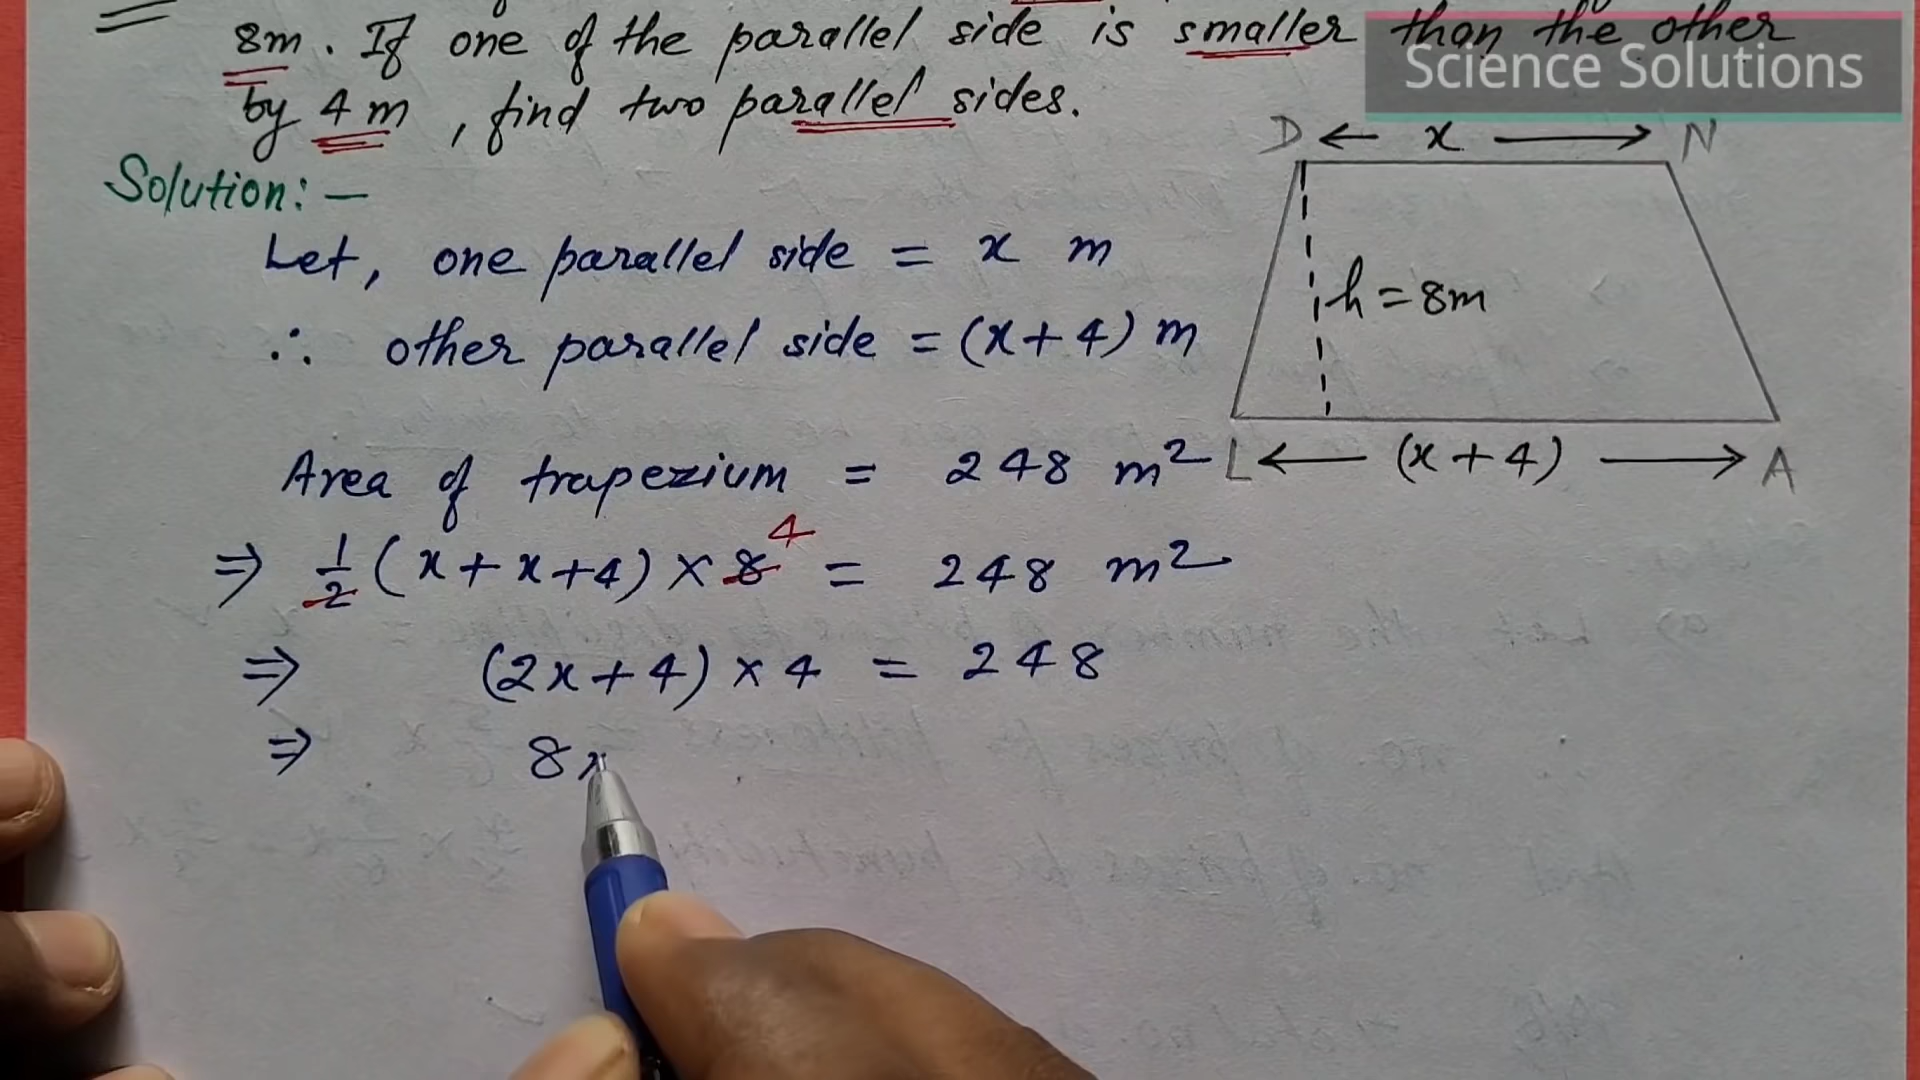 8m. If one of the parallel side is smaller than the other
Science Solutions
by 4 m, find two parallel sides.
D ← x → N
Solution:-
Let, one parallel side = x m
h = 8m
∴ other parallel side = (x+4) m
L ← (x+4) → A
Area of trapezium = 248 m²
4
⇒ 1/2 (x+x+4) × 8 = 248 m²
⇒ (2x+4) × 4 = 248
⇒ 8x